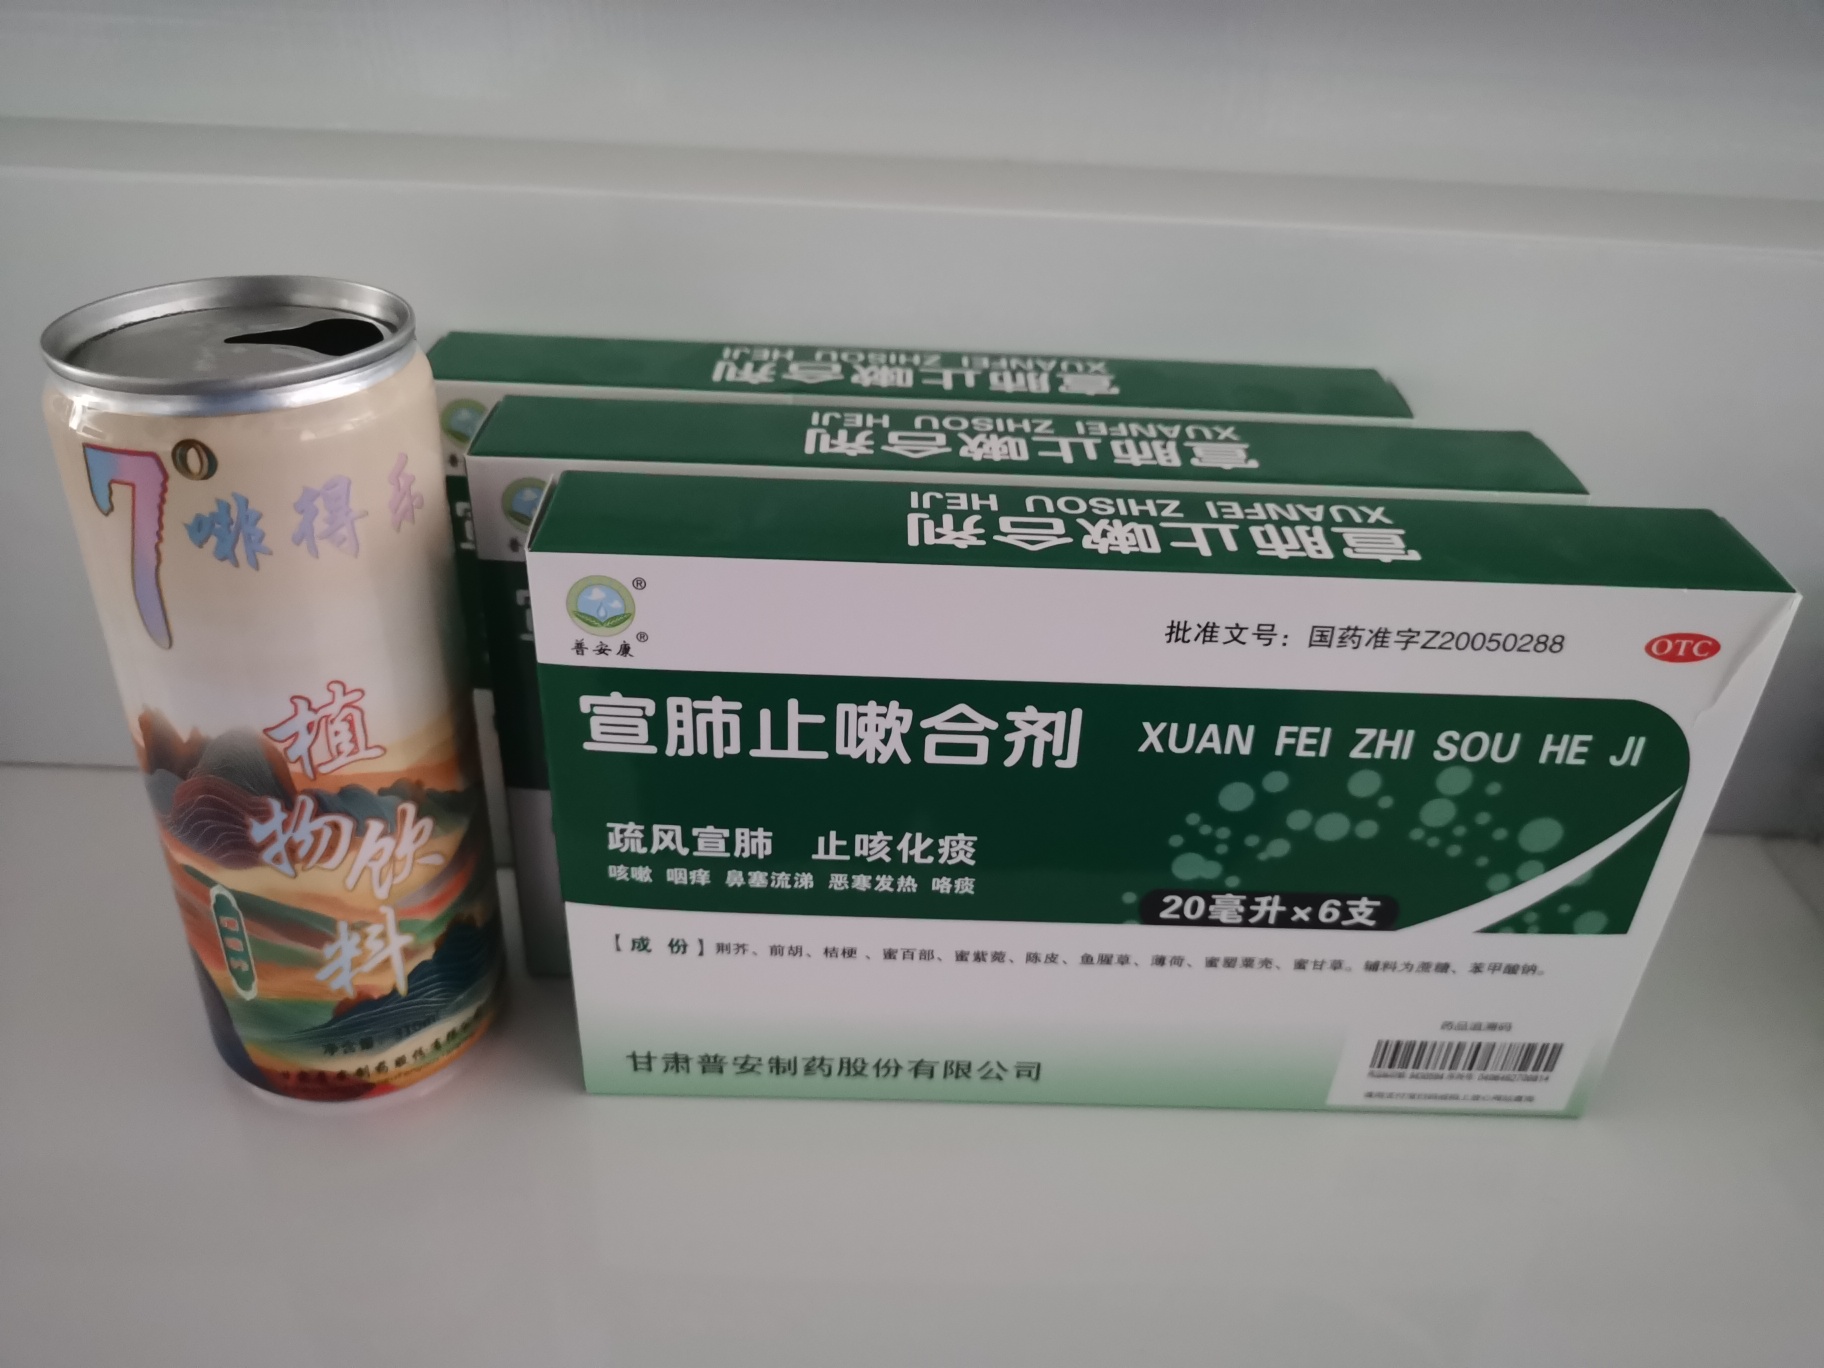 7°
啡得乐
植
物饮
料
净含量: 310ml
XUANFEI ZHISOU HEJI
宣肺止嗽合剂
XUANFEI ZHISOU HEJI
宣肺止嗽合剂
XUANFEI ZHISOU HEJI
宣肺止嗽合剂
普安康
批准文号：国药准字Z20050288
OTC
宣肺止嗽合剂 XUAN FEI ZHI SOU HE JI
疏风宣肺 止咳化痰
咳嗽 咽痒 鼻塞流涕 恶寒发热 咯痰
20毫升×6支
【成份】荆芥、前胡、桔梗、蜜百部、蜜紫菀、陈皮、鱼腥草、薄荷、蜜罂粟壳、蜜甘草。辅料为蔗糖、苯甲酸钠。
甘肃普安制药股份有限公司
药品追溯码